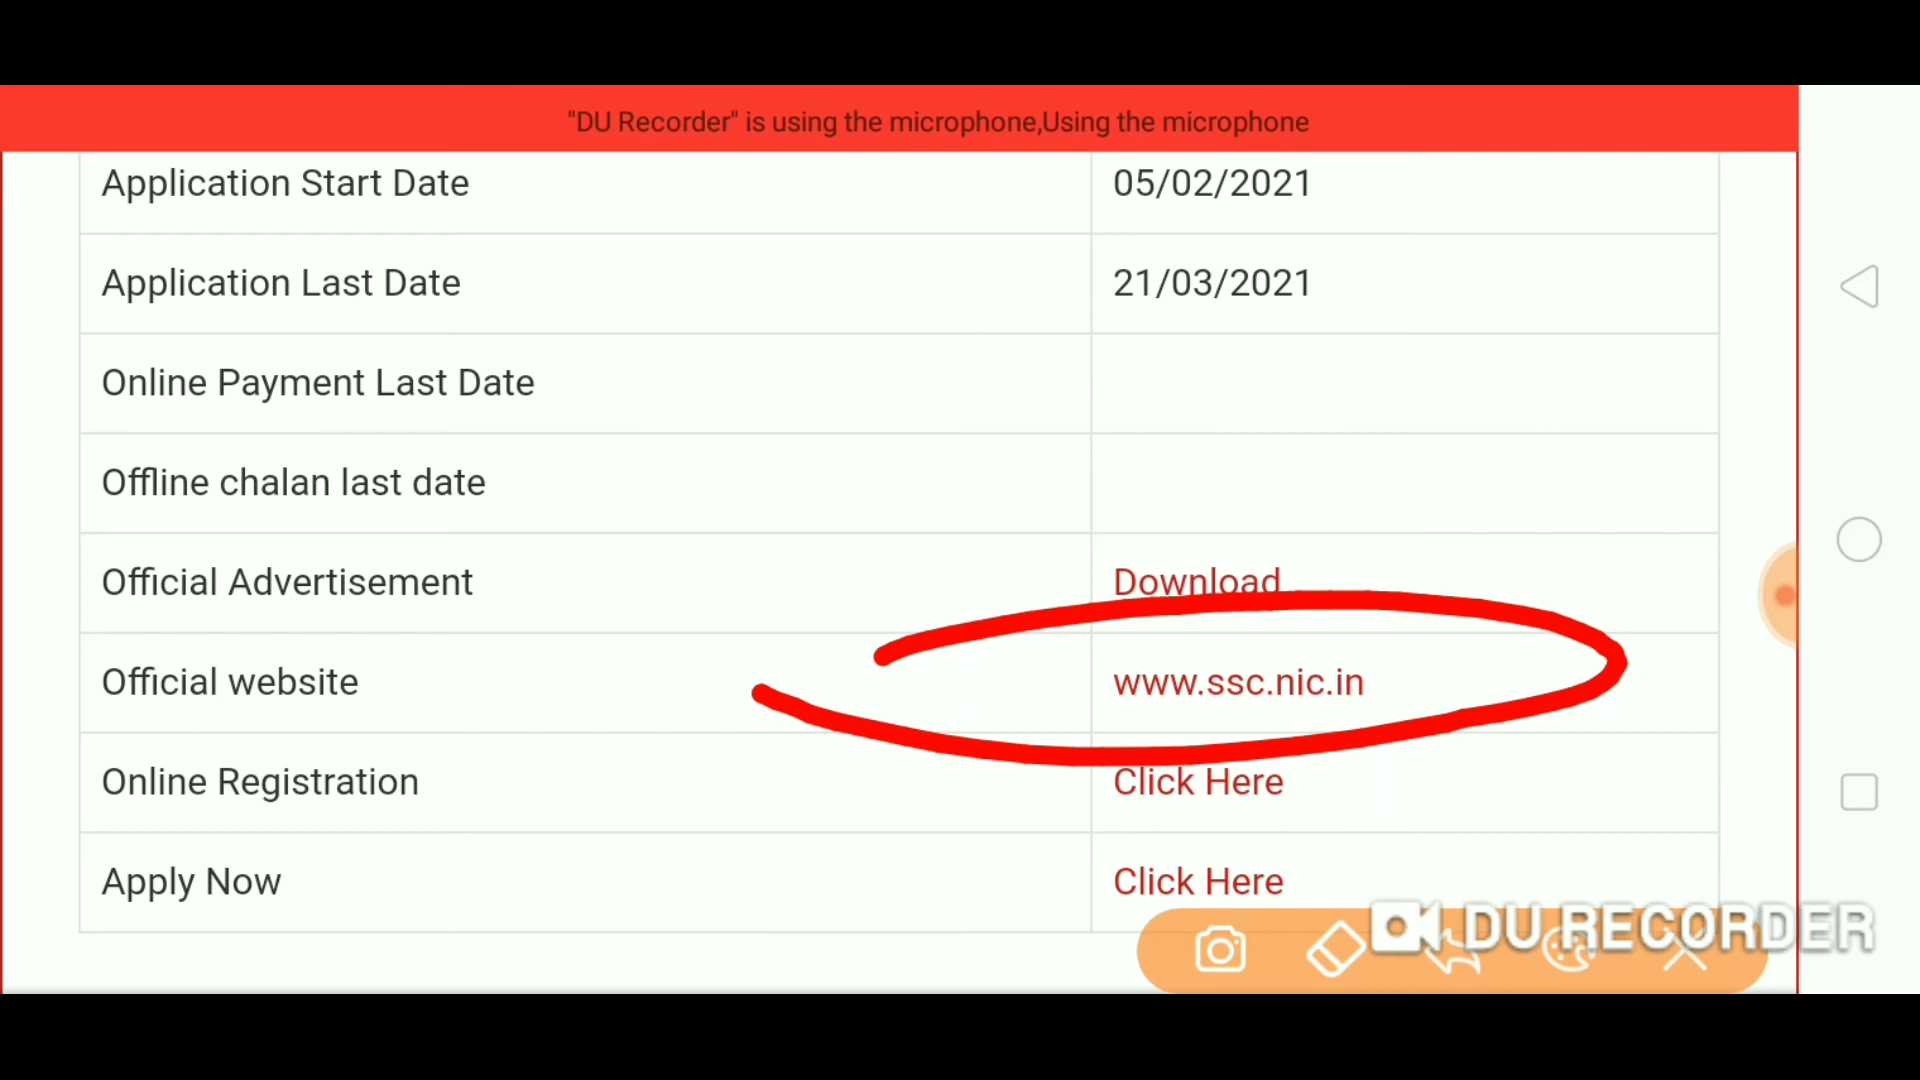 "DU Recorder" is using the microphone,Using the microphone
Application Start Date 05/02/2021
Application Last Date 21/03/2021
Online Payment Last Date
Offline chalan last date
Official Advertisement Download
Official website www.ssc.nic.in
Online Registration Click Here
Apply Now Click Here
DU RECORDER